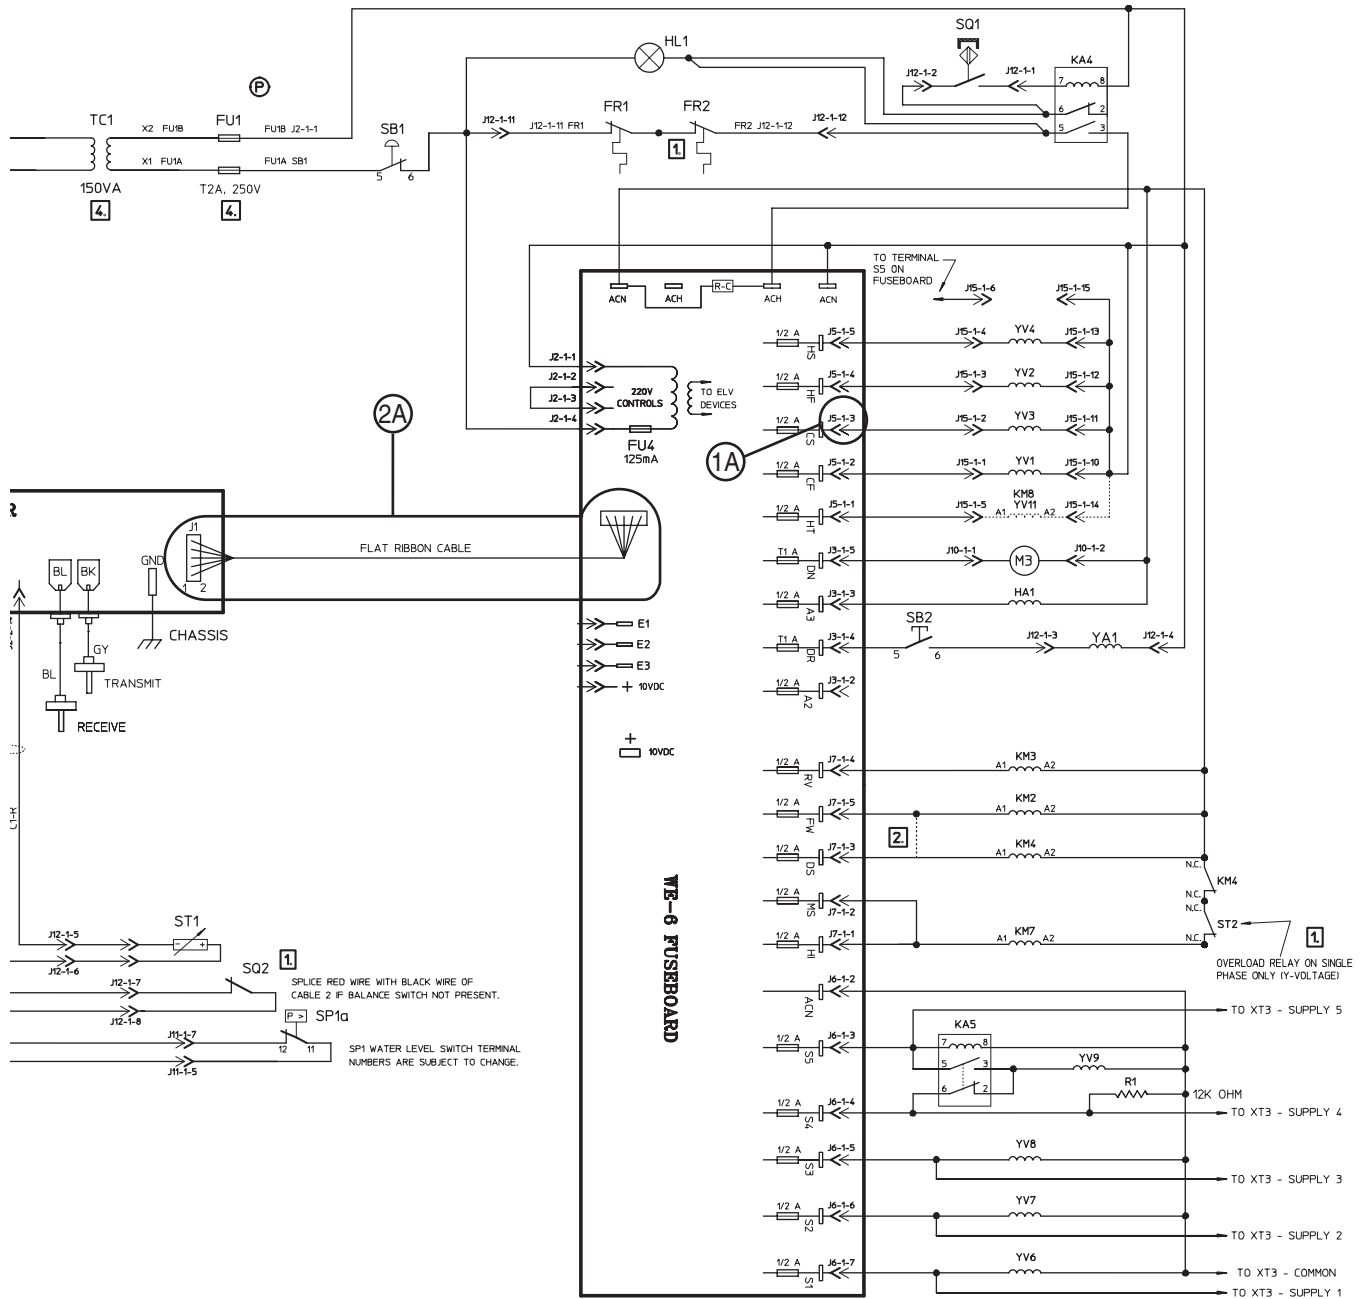 SQ1
HL1
KA4
J12-1-2
J12-1-1
7 8
6 2
5 3
P
TC1
X2 FU1B
FU1
FU1B J2-1-1
SB1
J12-1-11
J12-1-11 FR1
FR1
FR2
FR2 J12-1-12
J12-1-12
1.
X1 FU1A
FU1A SB1
5 6
150VA
T2A, 250V
4.
4.
TO TERMINAL
S5 ON
FUSEBOARD
ACN
ACH
R-C
ACH
ACN
J15-1-6
J15-1-15
1/2 A HS J5-1-5
J15-1-4
YV4
J15-1-13
J2-1-1
J2-1-2
J2-1-3
J2-1-4
220V
CONTROLS
TO ELV
DEVICES
FU4
125mA
1/2 A HF J5-1-4
J15-1-3
YV2
J15-1-12
2A
1A
1/2 A CS J5-1-3
J15-1-2
YV3
J15-1-11
1/2 A CF J5-1-2
J15-1-1
YV1
J15-1-10
1/2 A HT J5-1-1
J15-1-5
KM8
YV11
A1 A2
J15-1-14
R
J1
1 2
FLAT RIBBON CABLE
GND
BL
BK
T1 A DN J3-1-5
J10-1-1
M3
J10-1-2
1/2 A A3 J3-1-3
HA1
CHASSIS
E1
E2
E3
+ 10VDC
SB2
T1 A DR J3-1-4
5 6
J12-1-3
YA1
J12-1-4
GY
BL
TRANSMIT
RECEIVE
1/2 A A2 J3-1-2
+
10VDC
1/2 A RV J7-1-4
A1 KM3 A2
1/2 A FW J7-1-5
A1 KM2 A2
C1-R
2.
1/2 A DS J7-1-3
A1 KM4 A2
N.C.
KM4
N.C.
N.C.
ST2
N.C.
1/2 A MS J7-1-2
1/2 A HI J7-1-1
A1 KM7 A2
1.
OVERLOAD RELAY ON SINGLE
PHASE ONLY (Y-VOLTAGE)
WE-6 FUSEBOARD
J12-1-5
J12-1-6
ST1
- +
J12-1-7
J12-1-8
SQ2
1.
SPLICE RED WIRE WITH BLACK WIRE OF
CABLE 2 IF BALANCE SWITCH NOT PRESENT.
J11-1-7
J11-1-5
P >
SP1a
12 11
SP1 WATER LEVEL SWITCH TERMINAL
NUMBERS ARE SUBJECT TO CHANGE.
ACN J6-1-2
TO XT3 - SUPPLY 5
1/2 A S5 J6-1-3
KA5
7 8
5 3
6 2
YV9
R1
12K OHM
1/2 A S4 J6-1-4
TO XT3 - SUPPLY 4
1/2 A S3 J6-1-5
YV8
TO XT3 - SUPPLY 3
1/2 A S2 J6-1-6
YV7
TO XT3 - SUPPLY 2
1/2 A S1 J6-1-7
YV6
TO XT3 - COMMON
TO XT3 - SUPPLY 1